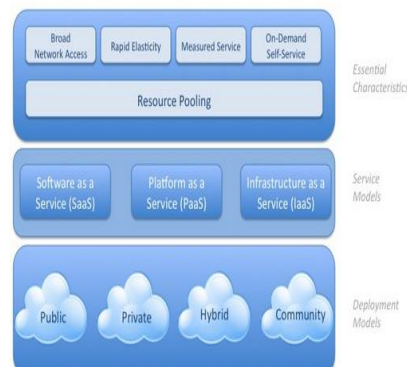 Broad
Network Access
Rapid Elasticity
Measured Service
On-Demand
Self-Service
Resource Pooling
Essential
Characteristics
Software as a
Service (SaaS)
Platform as a
Service (PaaS)
Infrastructure as a
Service (IaaS)
Service
Models
Public
Private
Hybrid
Community
Deployment
Models